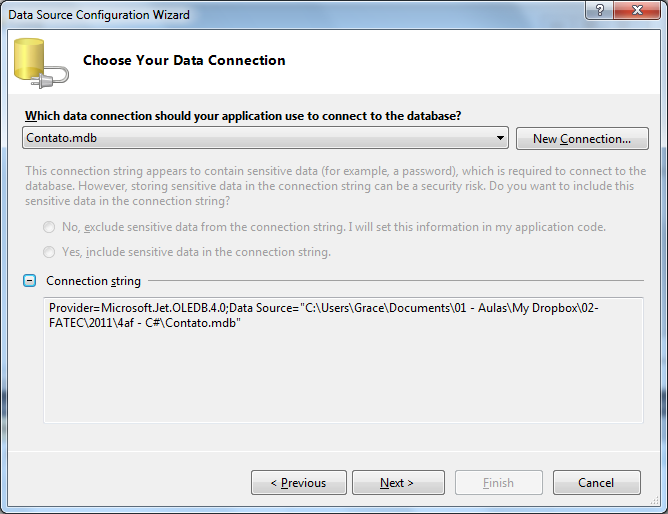 Data Source Configuration Wizard
?
Choose Your Data Connection
Which data connection should your application use to connect to the database?
Contato.mdb
New Connection...
This connection string appears to contain sensitive data (for example, a password), which is required to connect to the
database. However, storing sensitive data in the connection string can be a security risk. Do you want to include this
sensitive data in the connection string?
No, exclude sensitive data from the connection string. I will set this information in my application code.
Yes, include sensitive data in the connection string.
Connection string
Provider=Microsoft.Jet.OLEDB.4.0;Data Source="C:\Users\Grace\Documents\01 - Aulas\My Dropbox\02-
FATEC\2011\4af - C#\Contato.mdb"
< Previous
Next >
Finish
Cancel